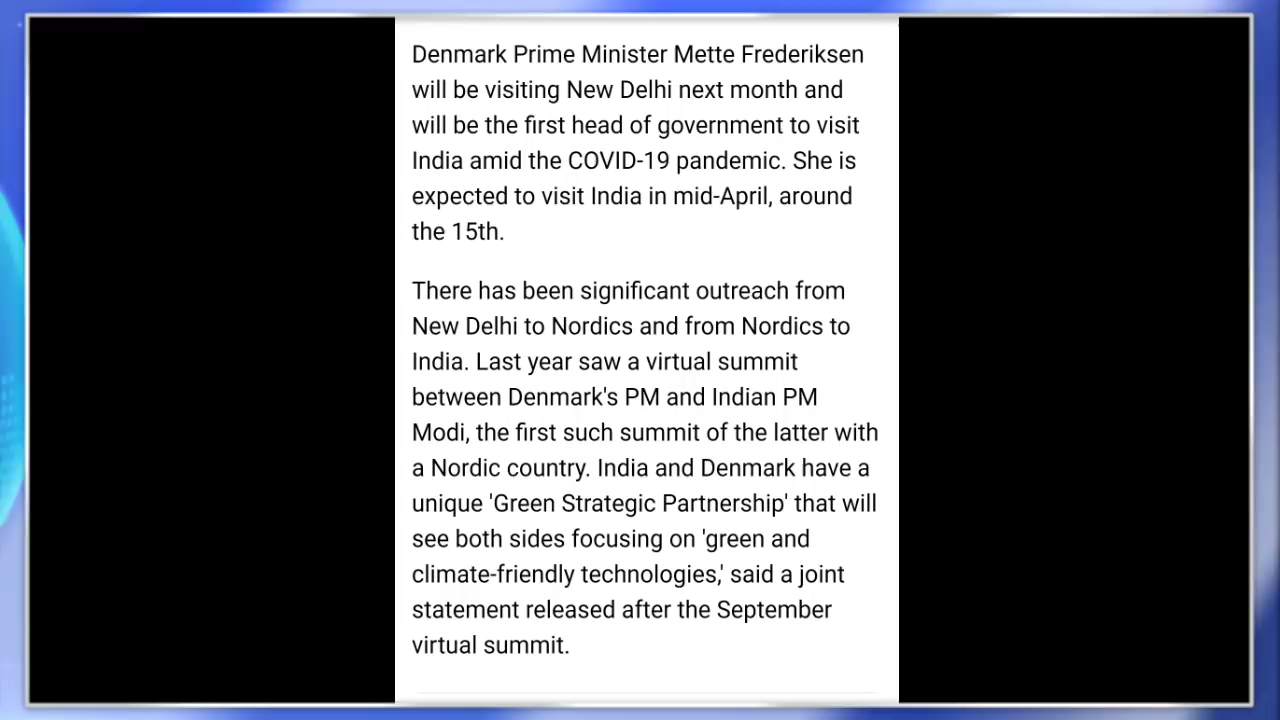 Denmark Prime Minister Mette Frederiksen
will be visiting New Delhi next month and
will be the first head of government to visit
India amid the COVID-19 pandemic. She is
expected to visit India in mid-April, around
the 15th.
There has been significant outreach from
New Delhi to Nordics and from Nordics to
India. Last year saw a virtual summit
between Denmark's PM and Indian PM
Modi, the first such summit of the latter with
a Nordic country. India and Denmark have a
unique 'Green Strategic Partnership' that will
see both sides focusing on 'green and
climate-friendly technologies,' said a joint
statement released after the September
virtual summit.